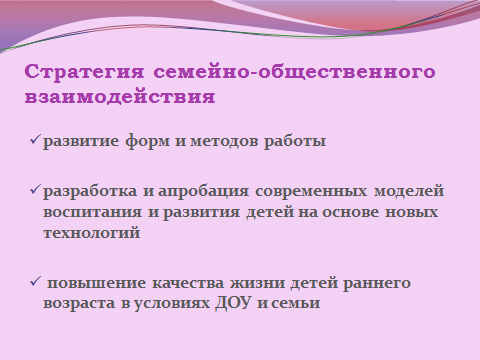 Стратегия семейно-общественного
взаимодействия
✓развитие форм и методов работы
✓разработка и апробация современных моделей
воспитания и развития детей на основе новых
технологий
✓ повышение качества жизни детей раннего
возраста в условиях ДОУ и семьи